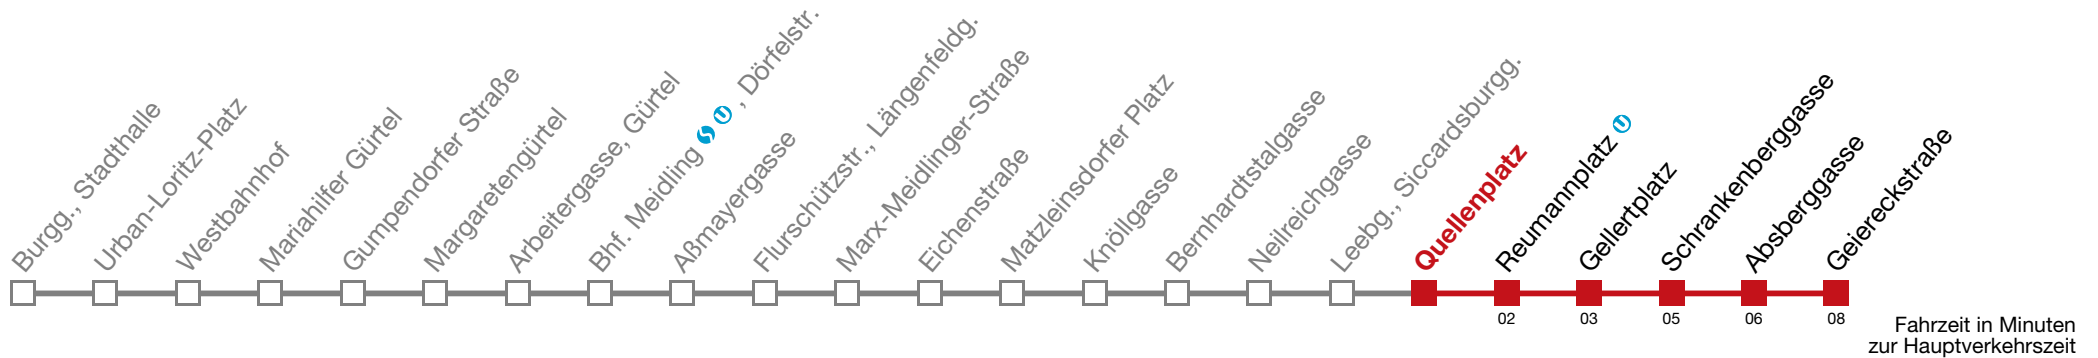 Burgg., Stadthalle
Urban-Loritz-Platz
Westbahnhof
Mariahilfer Gürtel
Gumpendorfer Straße
Margaretengürtel
Arbeitergasse, Gürtel
Bhf. Meidling S U , Dörfelstr.
Aßmayergasse
Flurschützstr., Längenfeldg.
Marx-Meidlinger-Straße
Eichenstraße
Matzleinsdorfer Platz
Knöllgasse
Bernhardtstalgasse
Neilreichgasse
Leebg., Siccardsburgg.
Quellenplatz
Reumannplatz U
Gellertplatz
Schrankenberggasse
Absberggasse
Geiereckstraße
02 03 05 06 08
Fahrzeit in Minuten
zur Hauptverkehrszeit